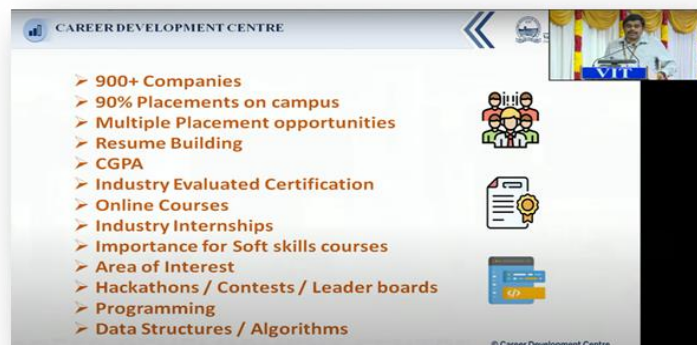 CAREER DEVELOPMENT CENTRE
VIT
900+ Companies
90% Placements on campus
Multiple Placement opportunities
Resume Building
CGPA
Industry Evaluated Certification
Online Courses
Industry Internships
Importance for Soft skills courses
Area of Interest
Hackathons / Contests / Leader boards
Programming
Data Structures / Algorithms
© Career Development Centre